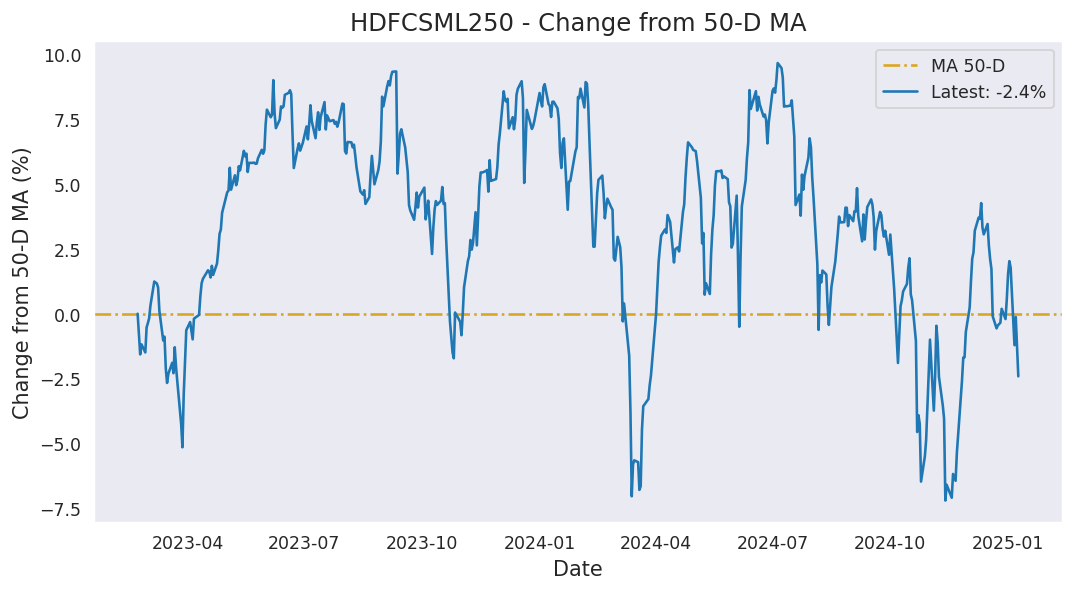 HDFCSML250 - Change from 50-D MA
MA 50-D
Latest: -2.4%
Change from 50-D MA (%)
10.0
7.5
5.0
2.5
0.0
−2.5
−5.0
−7.5
2023-04 2023-07 2023-10 2024-01 2024-04 2024-07 2024-10 2025-01
Date